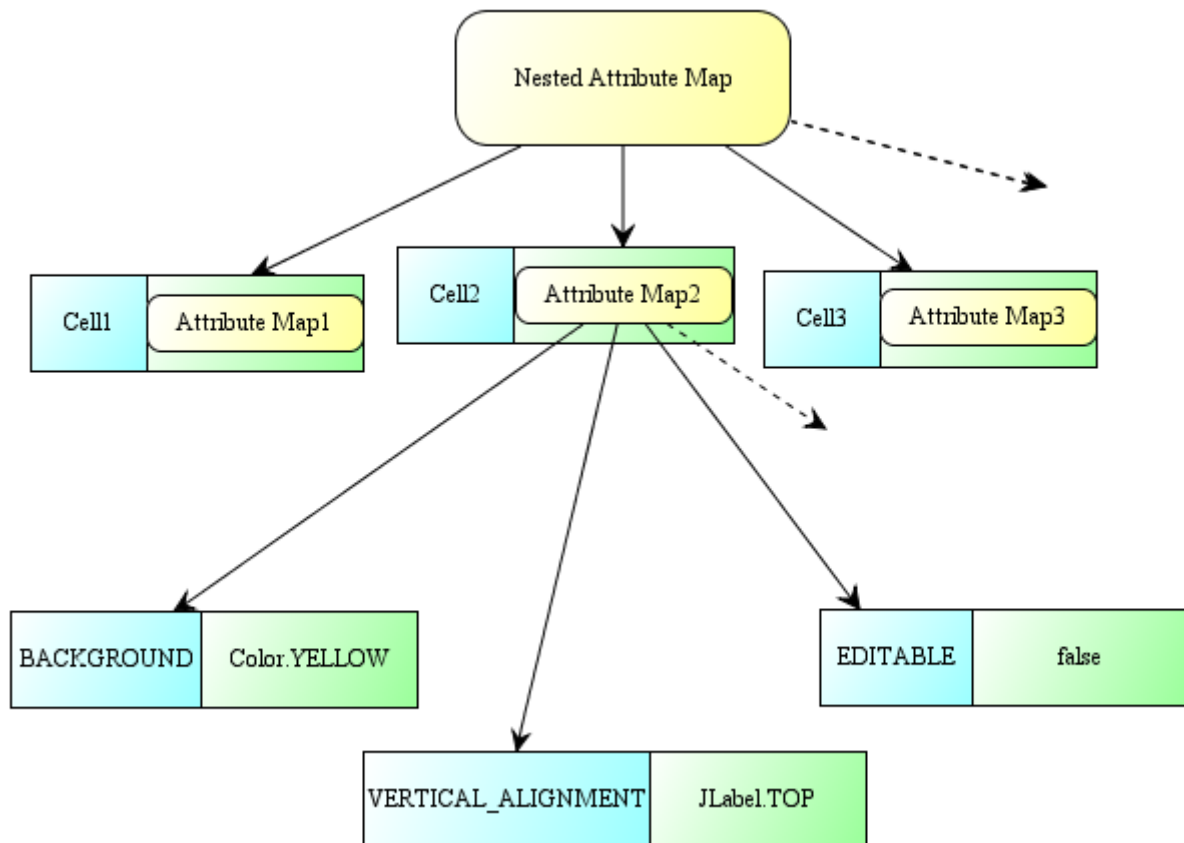 Nested Attribute Map
Cell1
Attribute Map1
Cell2
Attribute Map2
Cell3
Attribute Map3
BACKGROUND
Color.YELLOW
EDITABLE
false
VERTICAL_ALIGNMENT
JLabel.TOP